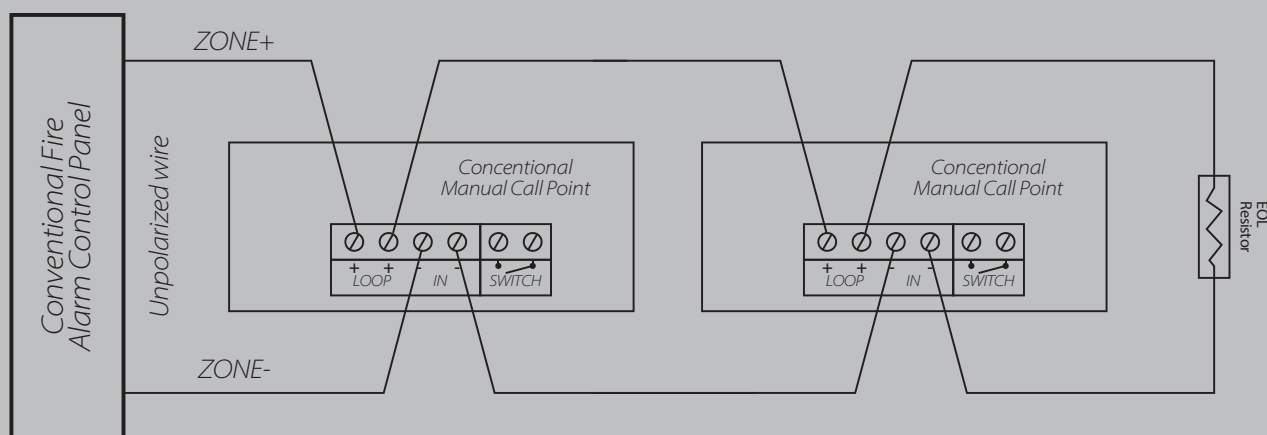 Conventional Fire
Alarm Control Panel
Unpolarized wire
ZONE+
ZONE-
Concentional
Manual Call Point
+ + - -
LOOP IN SWITCH
Concentional
Manual Call Point
+ + - -
LOOP IN SWITCH
EOL
Resistor